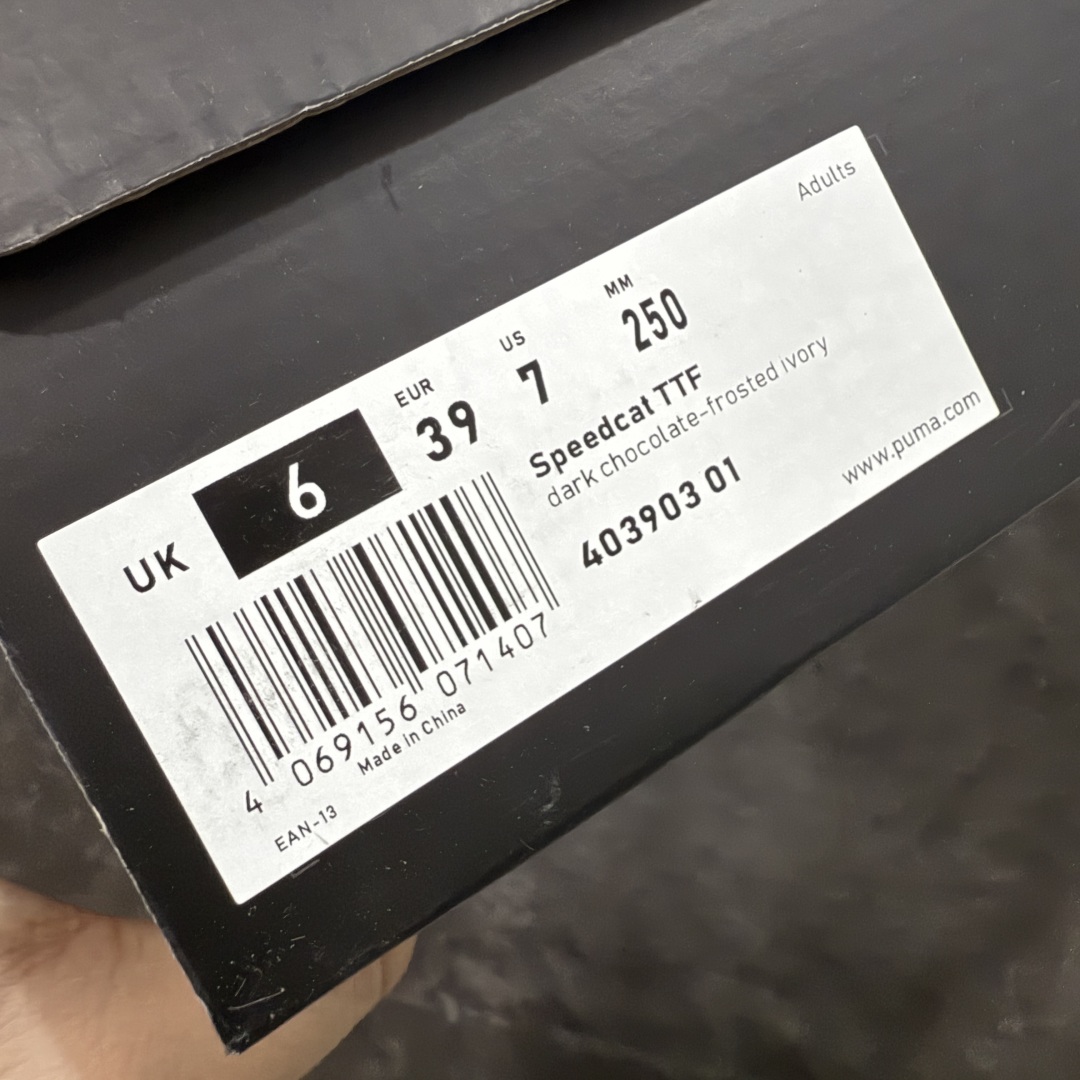 Adults
UK 6
EUR 39
US 7
MM 250
Speedcat TTF
dark chocolate-frosted ivory
403903 01
www.puma.com
4 069156 071407
Made in China
EAN-13